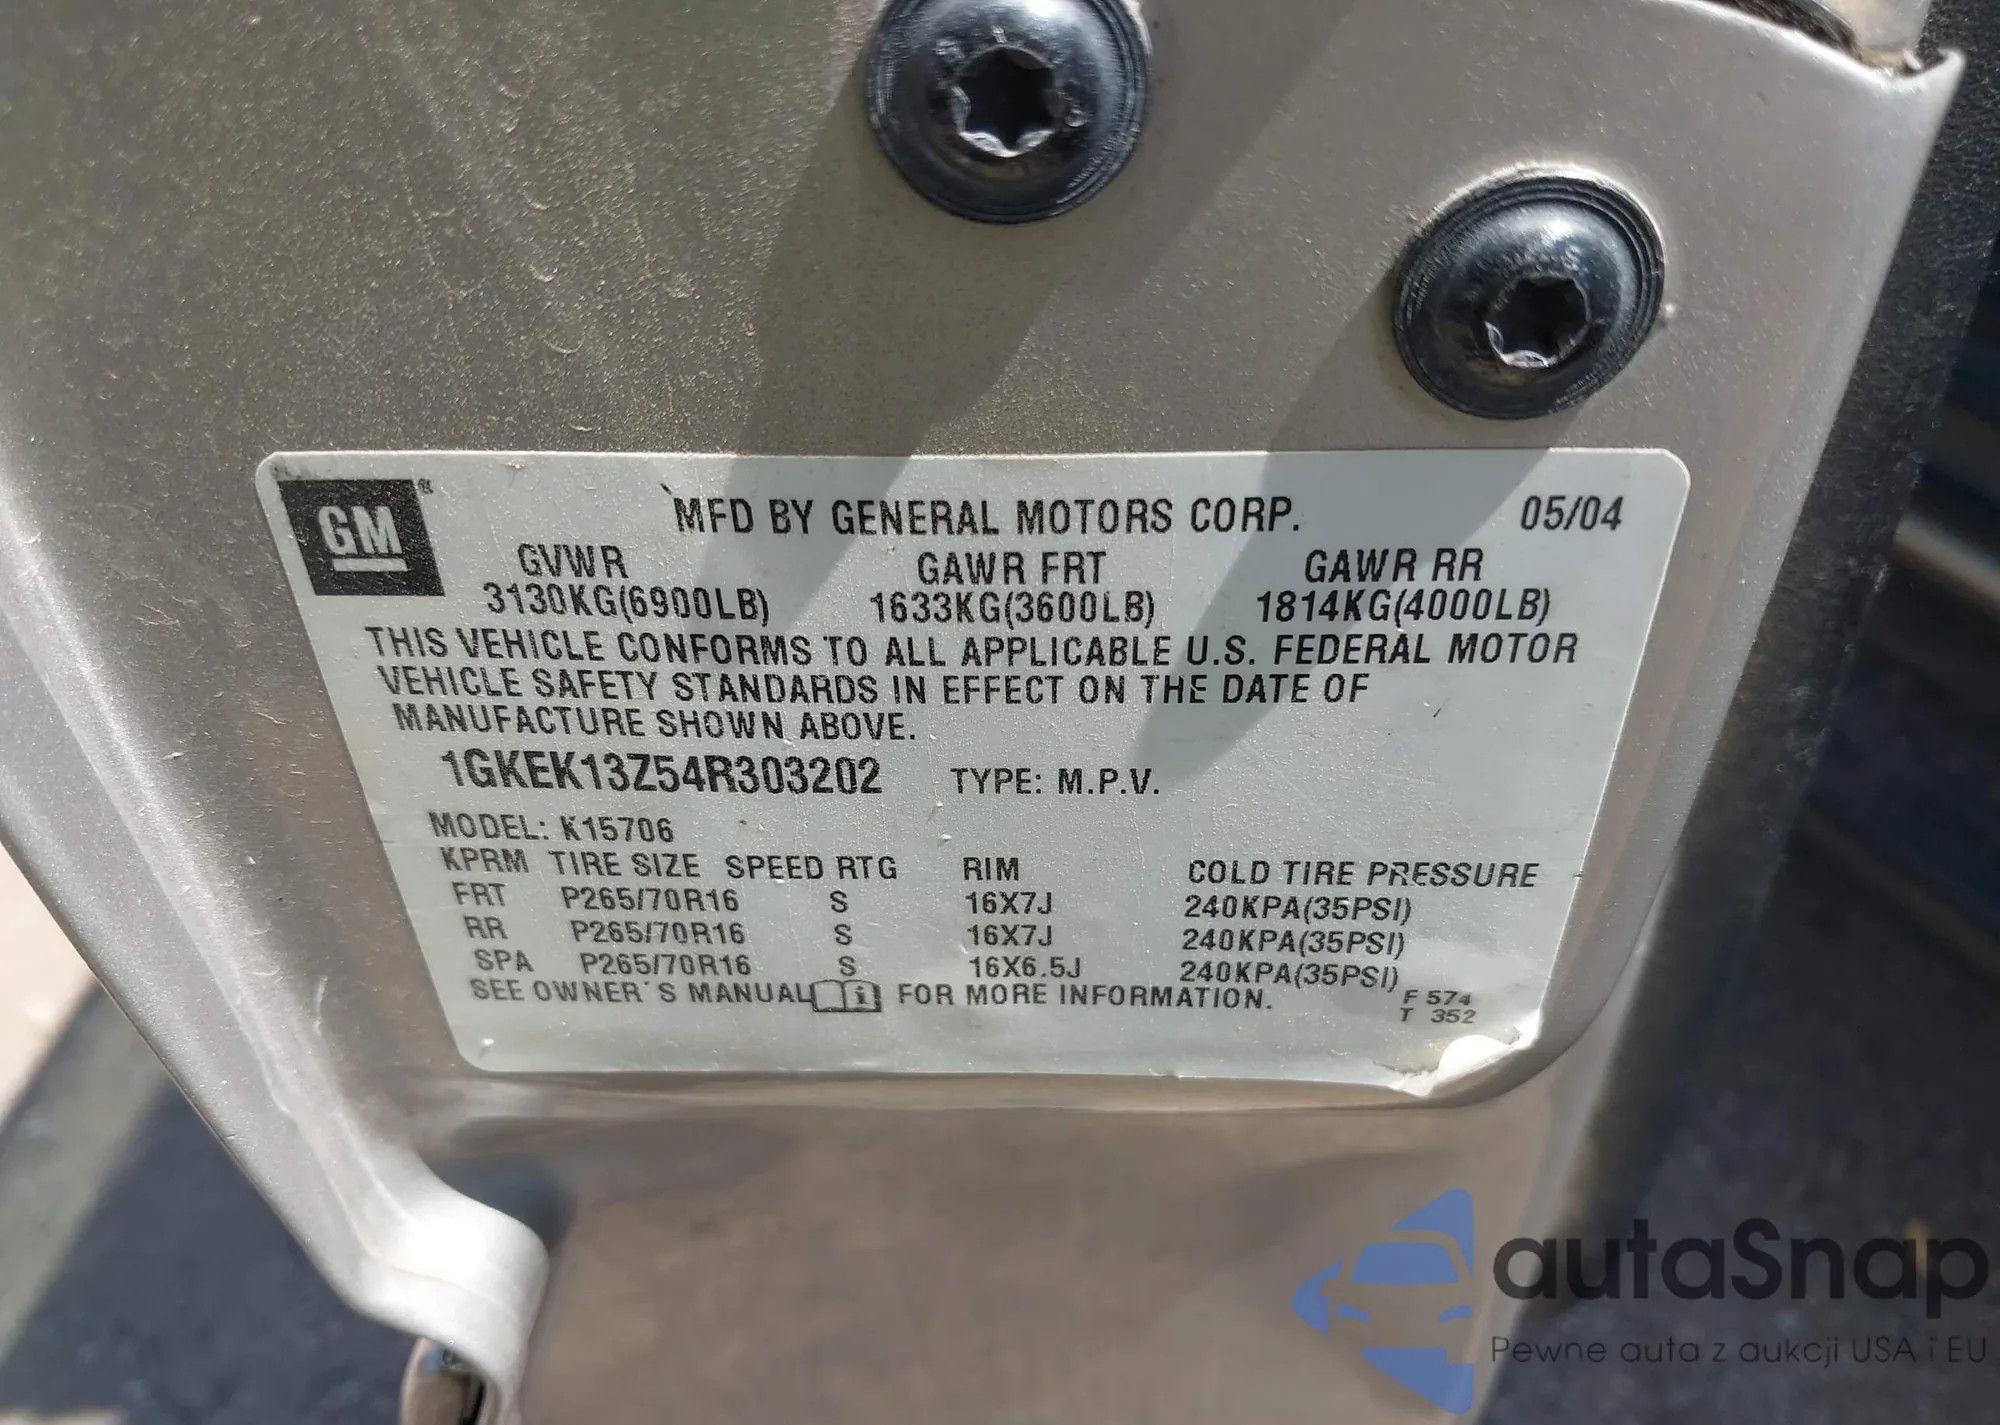 GM®
MFD BY GENERAL MOTORS CORP. 05/04
GVWR GAWR FRT GAWR RR
3130KG(6900LB) 1633KG(3600LB) 1814KG(4000LB)
THIS VEHICLE CONFORMS TO ALL APPLICABLE U.S. FEDERAL MOTOR
VEHICLE SAFETY STANDARDS IN EFFECT ON THE DATE OF
MANUFACTURE SHOWN ABOVE.
1GKEK13Z54R303202 TYPE: M.P.V.
MODEL: K15706
KPRM TIRE SIZE SPEED RTG RIM COLD TIRE PRESSURE
FRT P265/70R16 S 16X7J 240KPA(35PSI)
RR P265/70R16 S 16X7J 240KPA(35PSI)
SPA P265/70R16 S 16X6.5J 240KPA(35PSI)
SEE OWNER'S MANUAL i FOR MORE INFORMATION.
F 574
T 352
autaSnap
Pewne auta z aukcji USA i EU